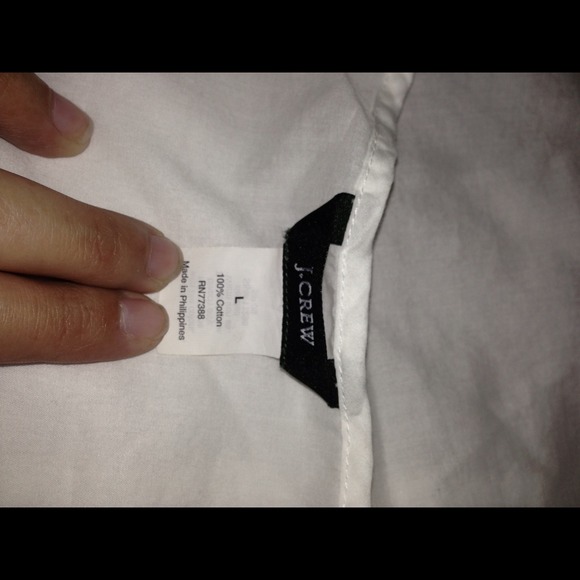 J.CREW
L
100% Cotton
RN77388
Made in Philippines